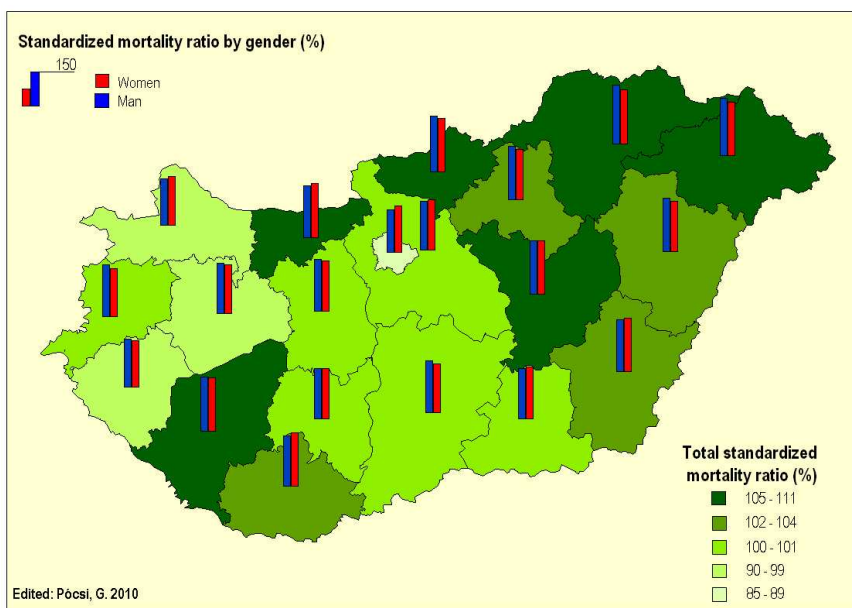 Standardized mortality ratio by gender (%)
150
Women
Man
Total standardized
mortality ratio (%)
105 - 111
102 - 104
100 - 101
90 - 99
85 - 89
Edited: Pócsi, G. 2010